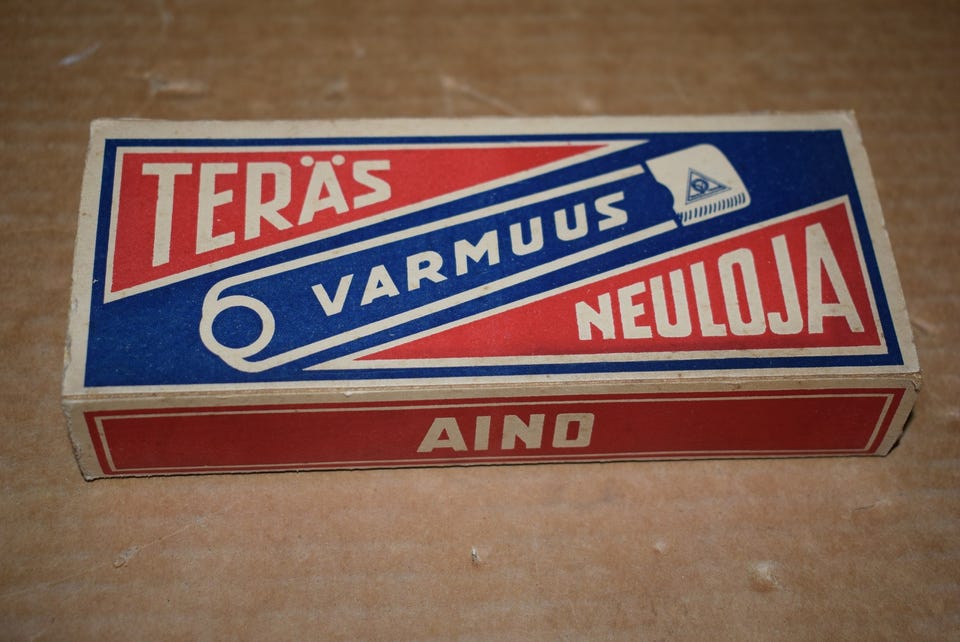 TERÄS
VARMUUS
NEULOJA
AINO